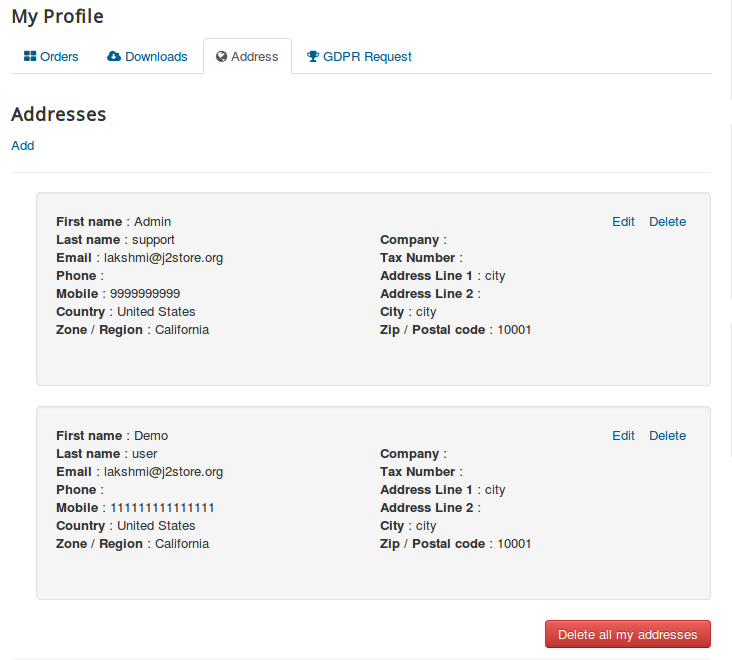 My Profile
Orders Downloads Address GDPR Request
Addresses
Add
First name : Admin Edit Delete
Last name : support Company :
Email : lakshmi@j2store.org Tax Number :
Phone : Address Line 1 : city
Mobile : 9999999999 Address Line 2 :
Country : United States City : city
Zone / Region : California Zip / Postal code : 10001
First name : Demo Edit Delete
Last name : user Company :
Email : lakshmi@j2store.org Tax Number :
Phone : Address Line 1 : city
Mobile : 111111111111111 Address Line 2 :
Country : United States City : city
Zone / Region : California Zip / Postal code : 10001
Delete all my addresses